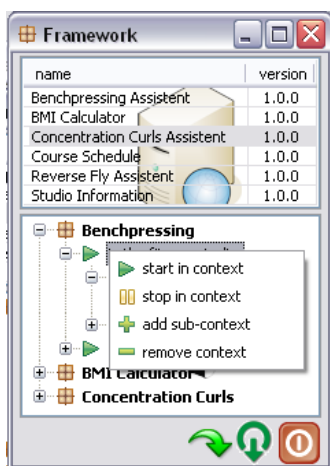 Framework
name version
Benchpressing Assistent 1.0.0
BMI Calculator 1.0.0
Concentration Curls Assistent 1.0.0
Course Schedule 1.0.0
Reverse Fly Assistent 1.0.0
Studio Information 1.0.0
Benchpressing
start in context
stop in context
add sub-context
remove context
BMI Calculator
Concentration Curls